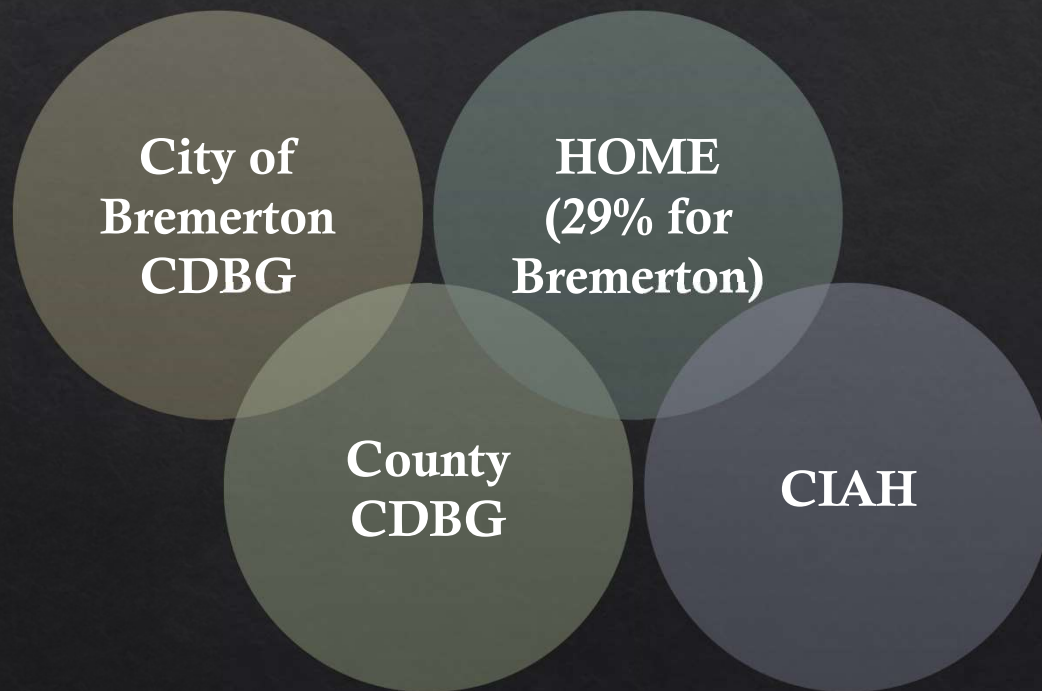 City of
Bremerton
CDBG
HOME
(29% for
Bremerton)
County
CDBG
CIAH